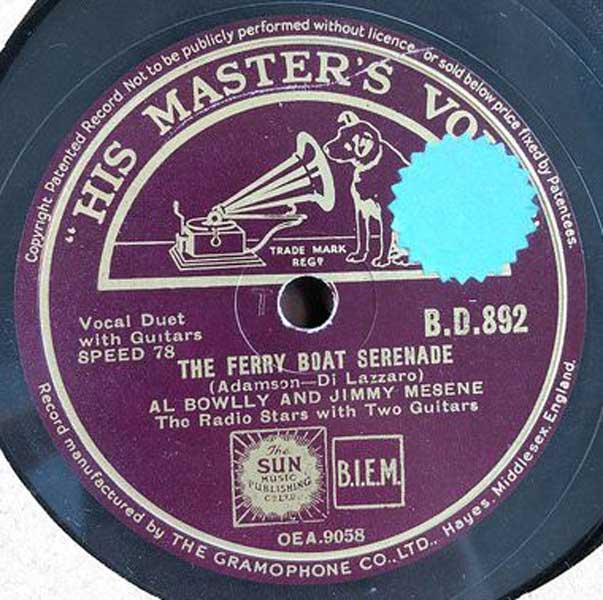 Copyright Patented Record. Not to be publicly performed without licence, or sold below price fixed by Patentees.
"HIS MASTER'S
TRADE MARK
REGD
Vocal Duet
with Guitars
SPEED 78
B.D.892
THE FERRY BOAT SERENADE
(Adamson—Di Lazzaro)
AL BOWLLY AND JIMMY MESENE
The Radio Stars with Two Guitars
The
SUN
MUSIC
PUBLISHING
CO LTD.
B.I.E.M.
OEA.9058
Record manufactured by THE GRAMOPHONE CO., LTD., Hayes, Middlesex, England.